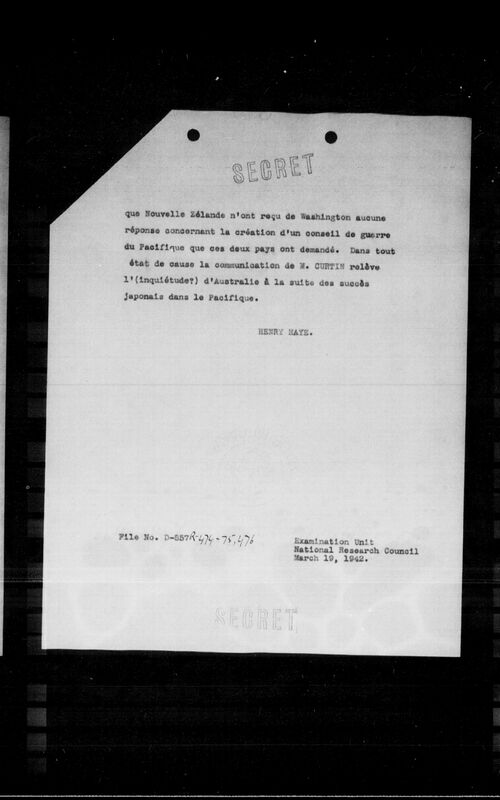 SECRET
que Nouvelle Zélande n'ont reçu de Washington aucune
réponse concernant la création d'un conseil de guerre
du Pacifique que ces deux pays ont demandé. Dans tout
état de cause la communication de M. CURTIN relève
l'(inquiétude?) d'Australie à la suite des succès
japonais dans le Pacifique.
HENRY HAYE.
File No. D-857 R-474-75,476
Examination Unit
National Research Council
March 19, 1942.
SECRET